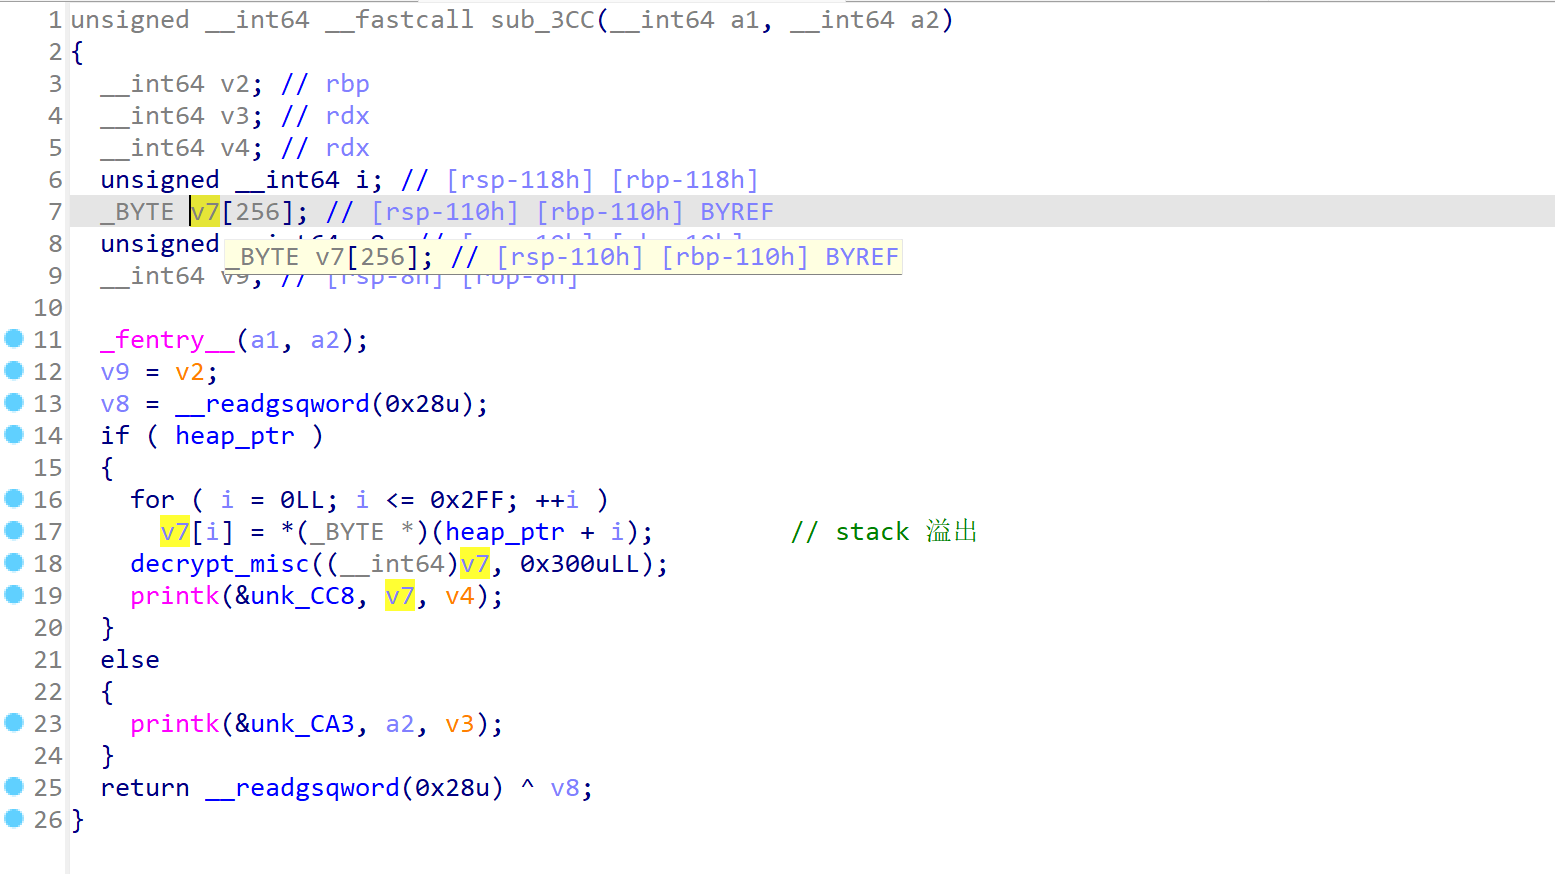 1 unsigned __int64 __fastcall sub_3CC(__int64 a1, __int64 a2)
2 {
3 __int64 v2; // rbp
4 __int64 v3; // rdx
5 __int64 v4; // rdx
6 unsigned __int64 i; // [rsp-118h] [rbp-118h]
7 _BYTE v7[256]; // [rsp-110h] [rbp-110h] BYREF
8 unsigned
_BYTE v7[256]; // [rsp-110h] [rbp-110h] BYREF
9 __int64 v9; // [rsp-8h] [rbp-8h]
10
11 _fentry__(a1, a2);
12 v9 = v2;
13 v8 = __readgsqword(0x28u);
14 if ( heap_ptr )
15 {
16 for ( i = 0LL; i <= 0x2FF; ++i )
17 v7[i] = *(_BYTE *)(heap_ptr + i); // stack 溢出
18 decrypt_misc((__int64)v7, 0x300uLL);
19 printk(&unk_CC8, v7, v4);
20 }
21 else
22 {
23 printk(&unk_CA3, a2, v3);
24 }
25 return __readgsqword(0x28u) ^ v8;
26 }